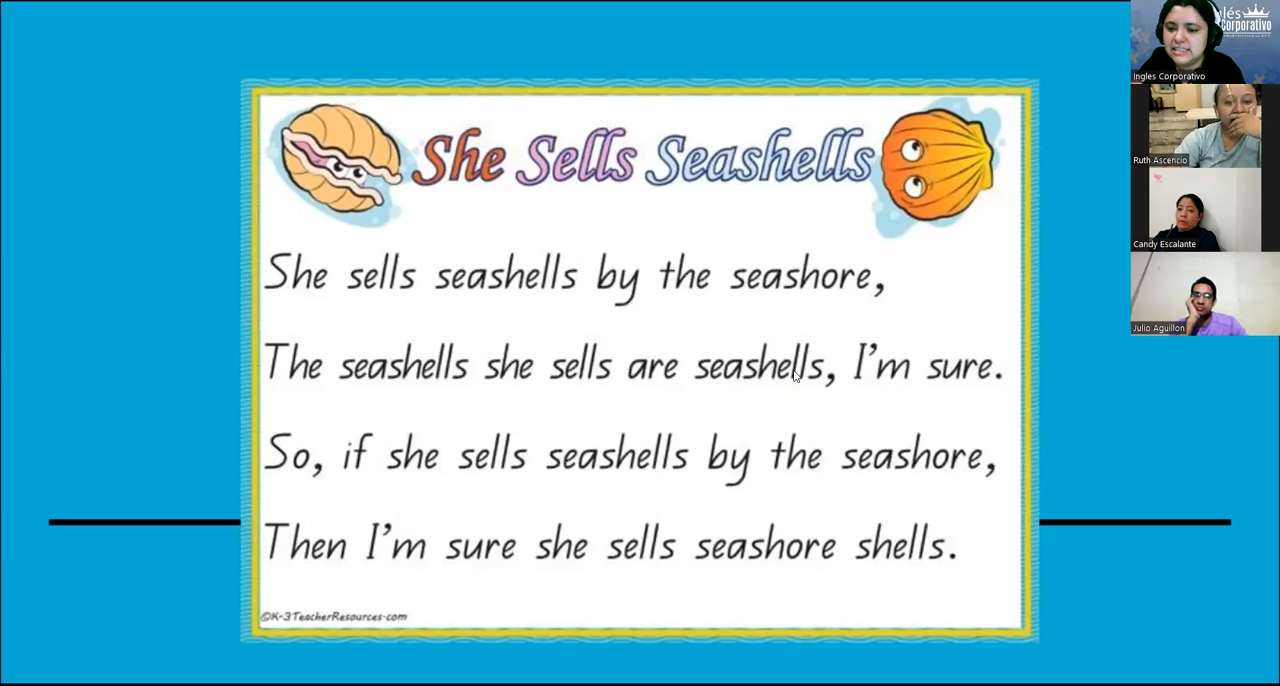 She Sells Seashells
She sells seashells by the seashore,
The seashells she sells are seashells, I'm sure.
So, if she sells seashells by the seashore,
Then I'm sure she sells seashore shells.
©K-3TeacherResources.com
Corporativo
Ingles Corporativo
Ruth Ascencio
Candy Escalante
Julio Aguillon